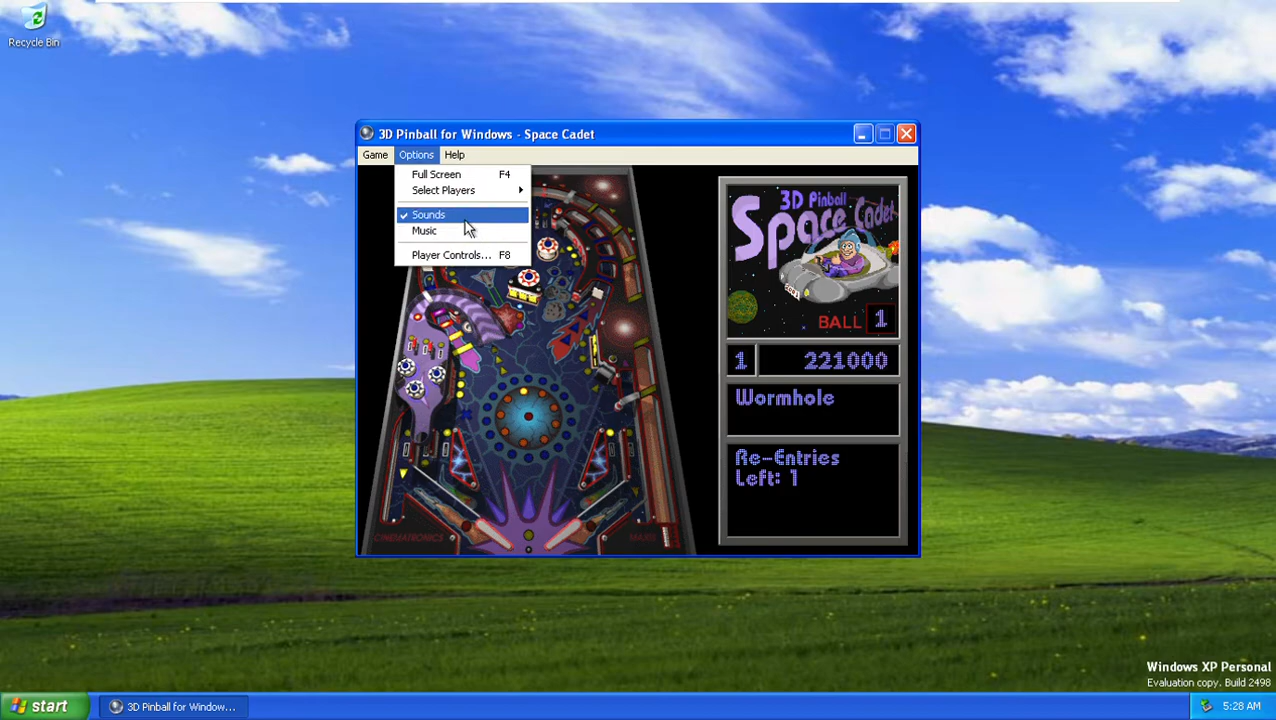 Recycle Bin
3D Pinball for Windows - Space Cadet
Game Options Help
Full Screen F4
Select Players
Sounds
Music
Player Controls... F8
3D Pinball
Space Cadet
BALL 1
1 221000
Wormhole
Re-Entries
Left: 1
CINEMATRONICS
Windows XP Personal
Evaluation copy. Build 2498
start
3D Pinball for Window...
5:28 AM